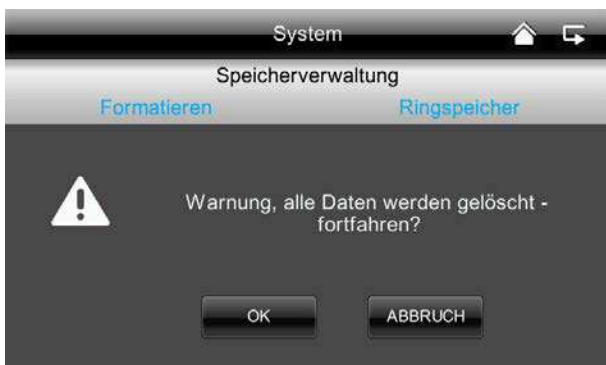 System
Speicherverwaltung
Formatieren Ringspeicher
Warnung, alle Daten werden gelöscht -
fortfahren?
OK ABBRUCH